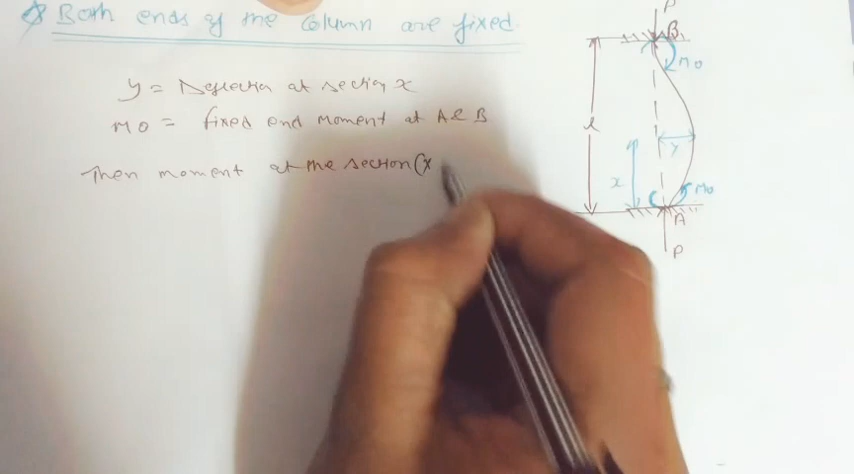 Both ends of the column are fixed
y = Deflection at section x
M0 = fixed end moment at A & B
Then moment at the section (x
P
B
M0
l
y
x
M0
A
P